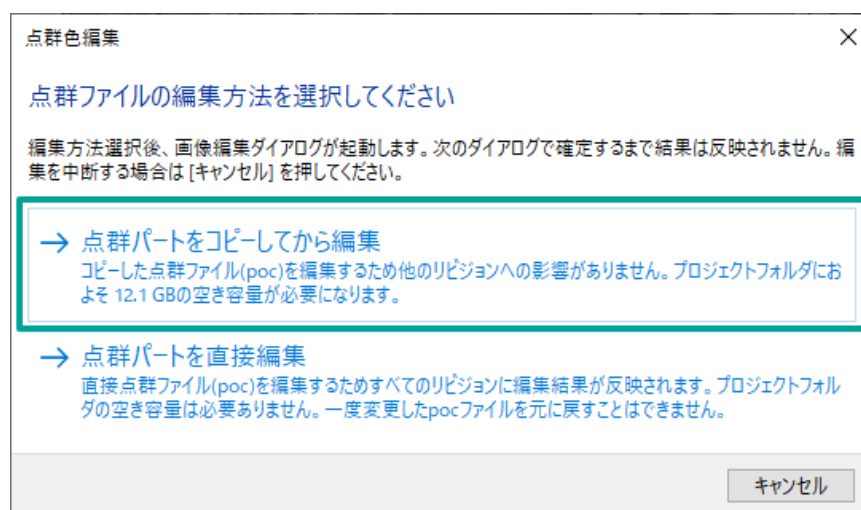 点群色編集
点群ファイルの編集方法を選択してください
編集方法選択後、画像編集ダイアログが起動します。次のダイアログで確定するまで結果は反映されません。編
集を中断する場合は [キャンセル] を押してください。
→ 点群パートをコピーしてから編集
コピーした点群ファイル(poc)を編集するため他のリビジョンへの影響がありません。プロジェクトフォルダにお
よそ 12.1 GBの空き容量が必要になります。
→ 点群パートを直接編集
直接点群ファイル(poc)を編集するためすべてのリビジョンに編集結果が反映されます。プロジェクトフォル
ダの空き容量は必要ありません。一度変更したpocファイルを元に戻すことはできません。
キャンセル